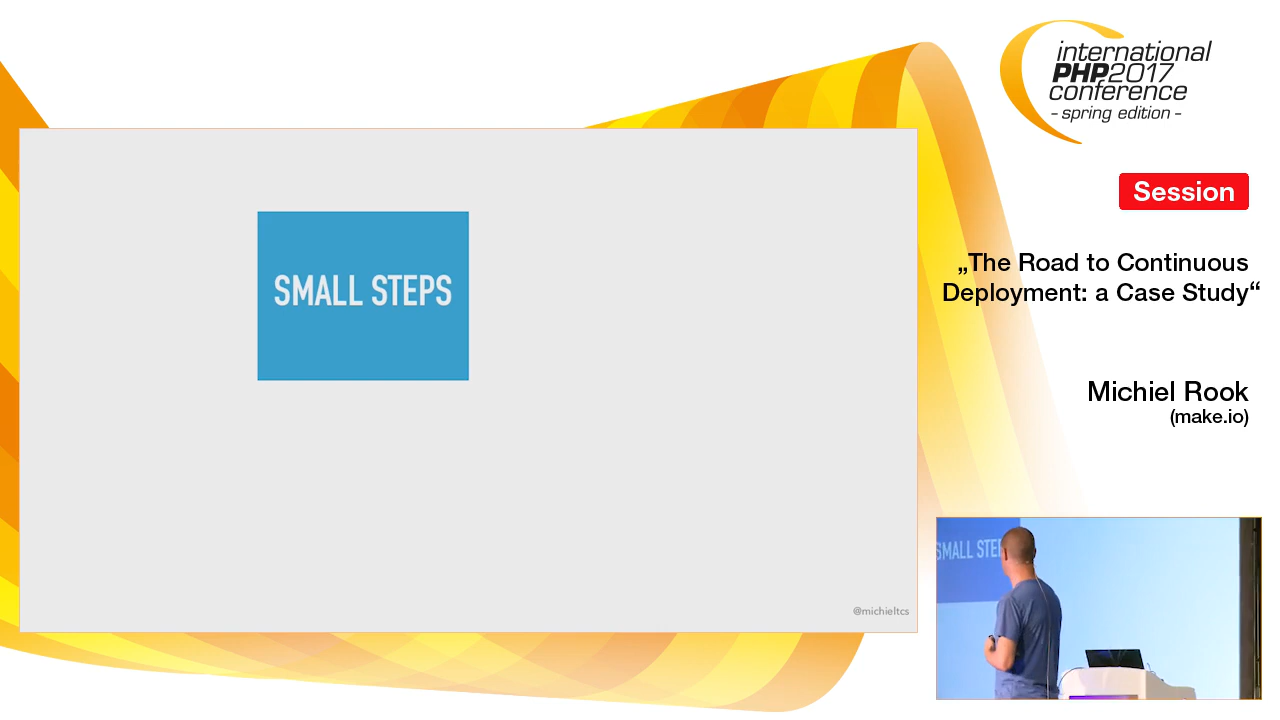 international
PHP2017
conference
- spring edition -
Session
„The Road to Continuous
Deployment: a Case Study“
Michiel Rook
(make.io)
SMALL STEPS
@michieltcs
SMALL STE